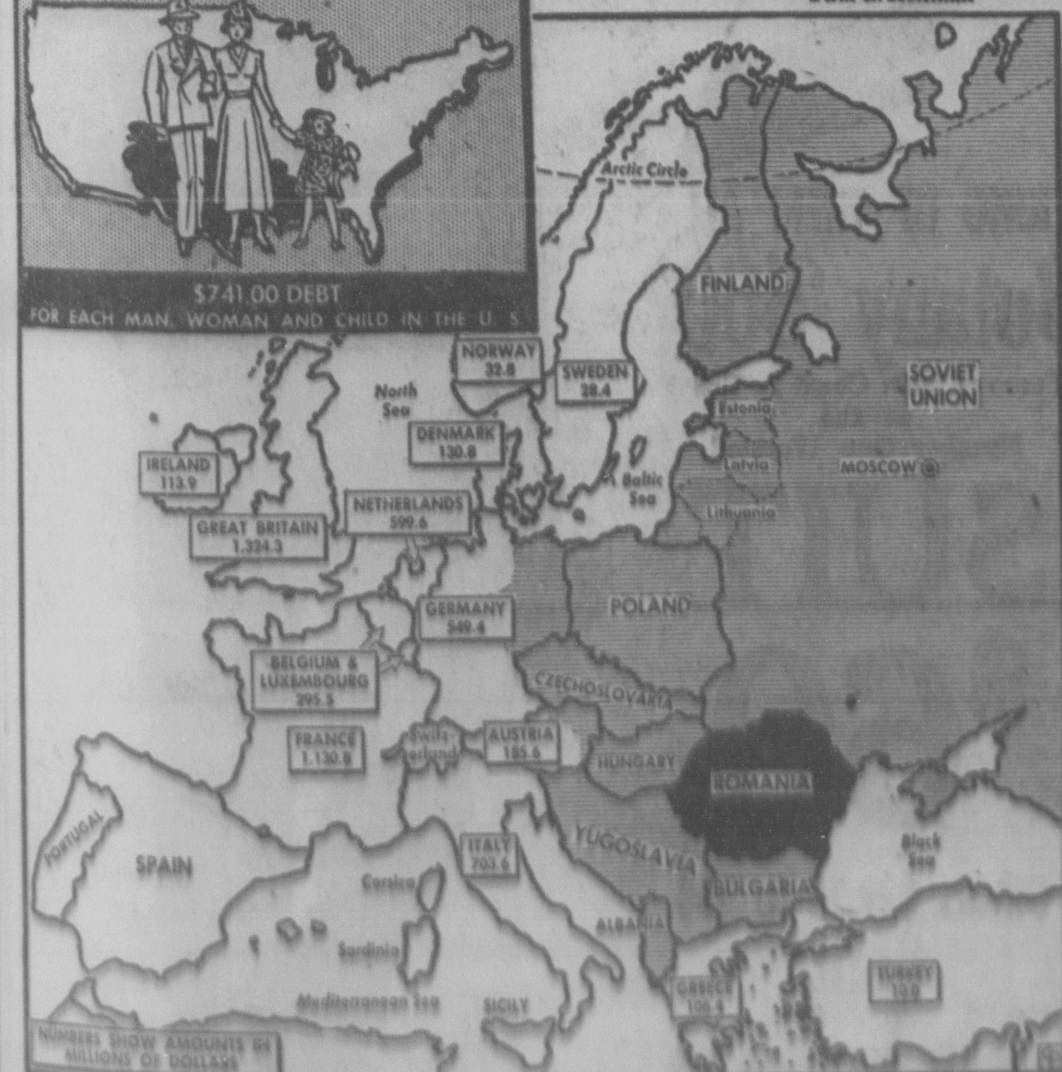 $741.00 DEBT
FOR EACH MAN, WOMAN AND CHILD IN THE U. S.
Arctic Circle
FINLAND
NORWAY
32.8
SWEDEN
28.4
SOVIET
UNION
North
Sea
Estonia
DENMARK
130.8
IRELAND
113.9
Latvia
MOSCOW
Baltic
Sea
NETHERLANDS
599.6
Lithuania
GREAT BRITAIN
1,324.3
GERMANY
549.4
POLAND
BELGIUM &
LUXEMBOURG
295.5
CZECHOSLOVAKIA
FRANCE
1,130.8
Switz-
erland
AUSTRIA
185.6
HUNGARY
ROMANIA
PORTUGAL
SPAIN
ITALY
703.6
YUGOSLAVIA
Black
Sea
Corsica
BULGARIA
ALBANIA
Sardinia
GREECE
106.4
TURKEY
Mediterranean Sea
SICILY
NUMBERS SHOW AMOUNTS IN
MILLIONS OF DOLLARS